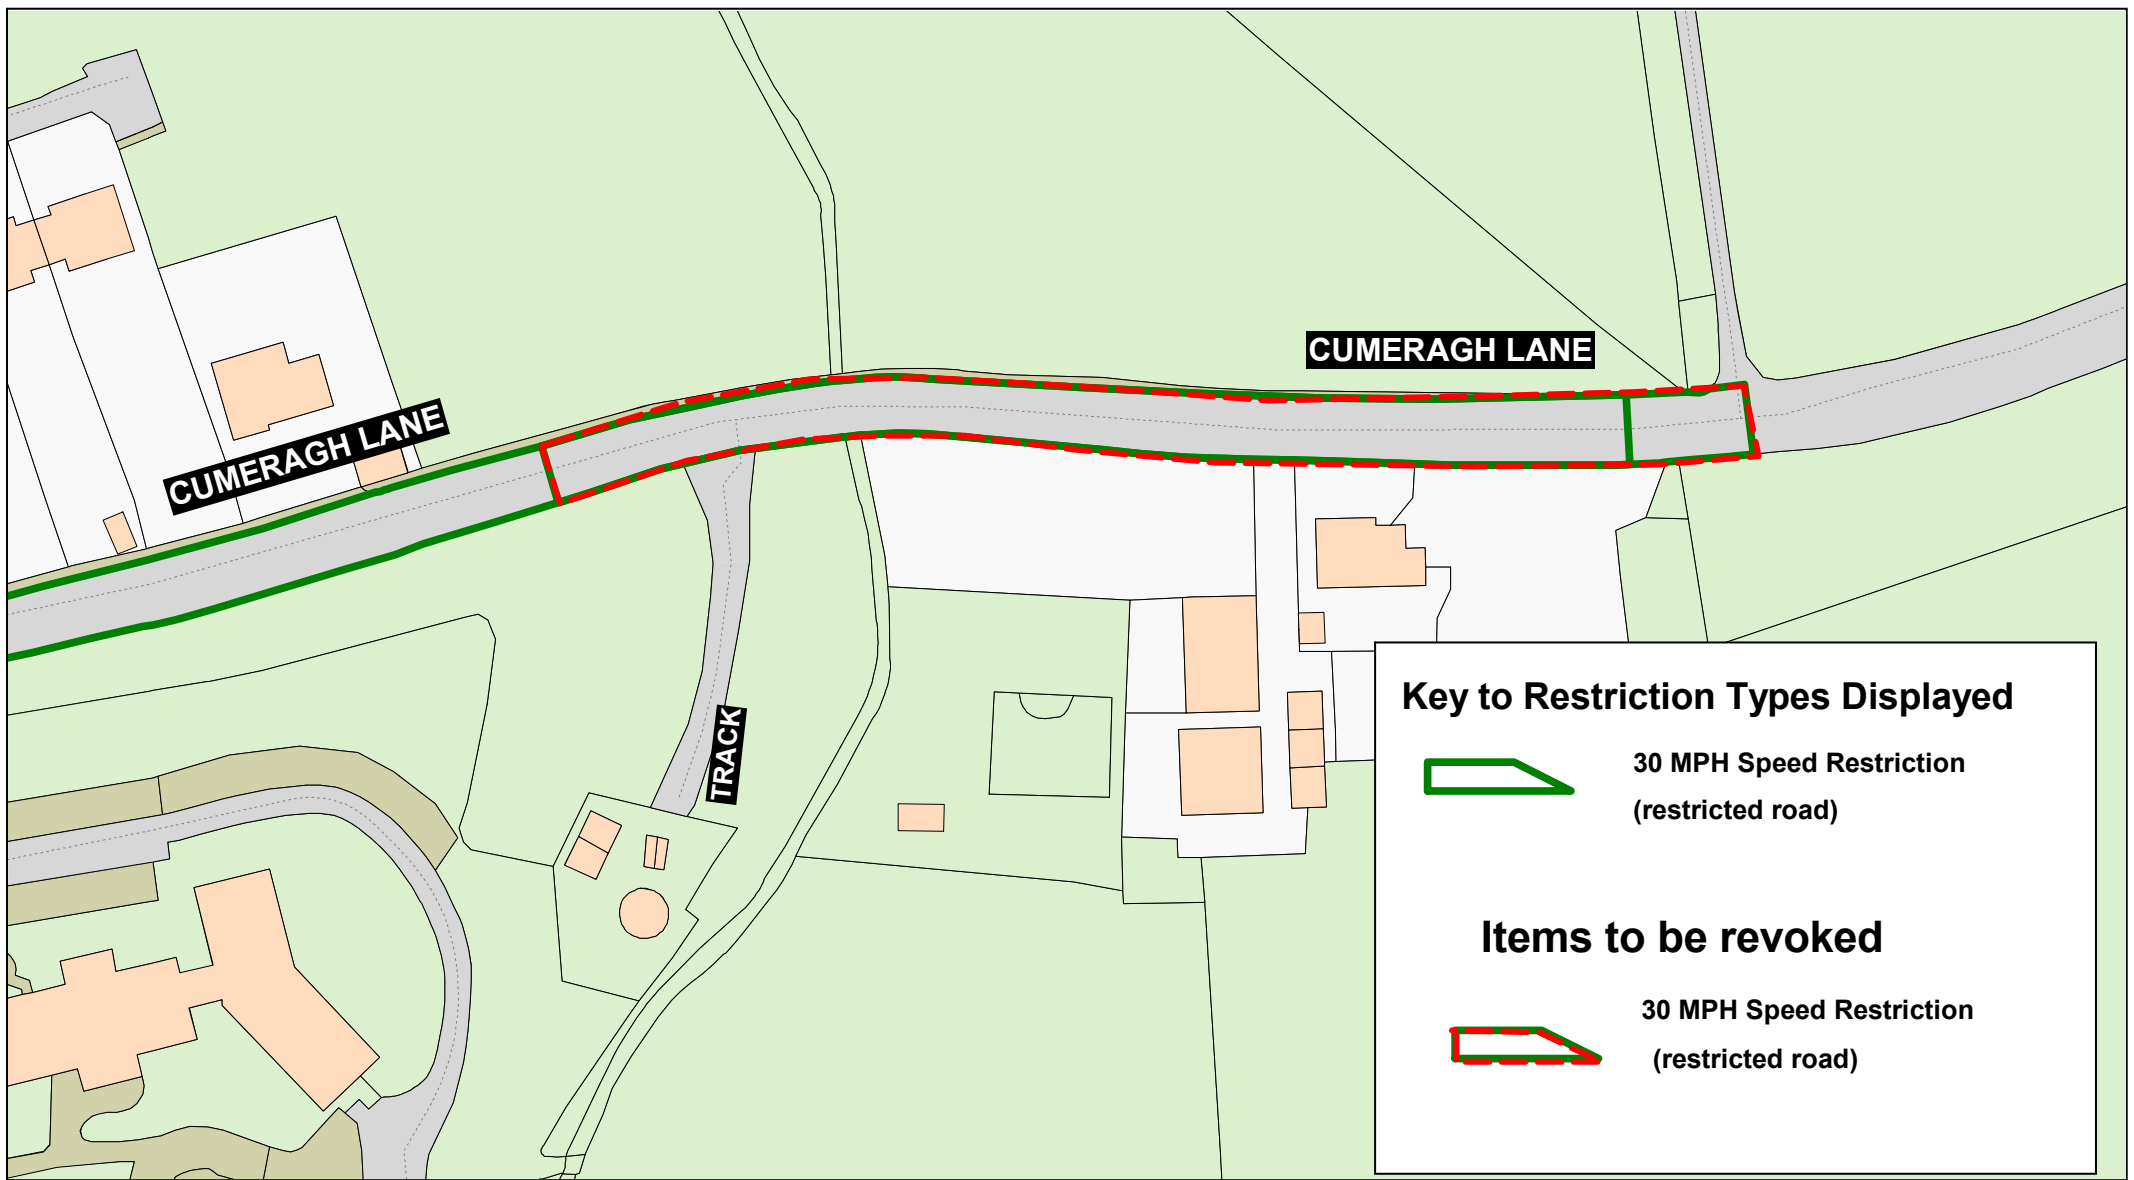 CUMERAGH LANE
CUMERAGH LANE
TRACK
Key to Restriction Types Displayed
30 MPH Speed Restriction
(restricted road)
Items to be revoked
30 MPH Speed Restriction
(restricted road)